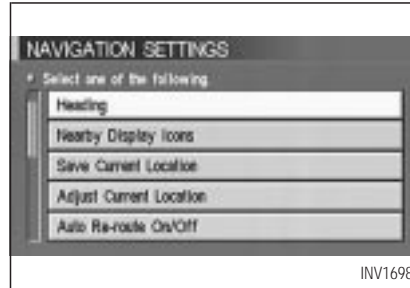 NAVIGATION SETTINGS
Select one of the following
Heading
Nearby Display Icons
Save Current Location
Adjust Current Location
Auto Re-route On/Off
INV1698